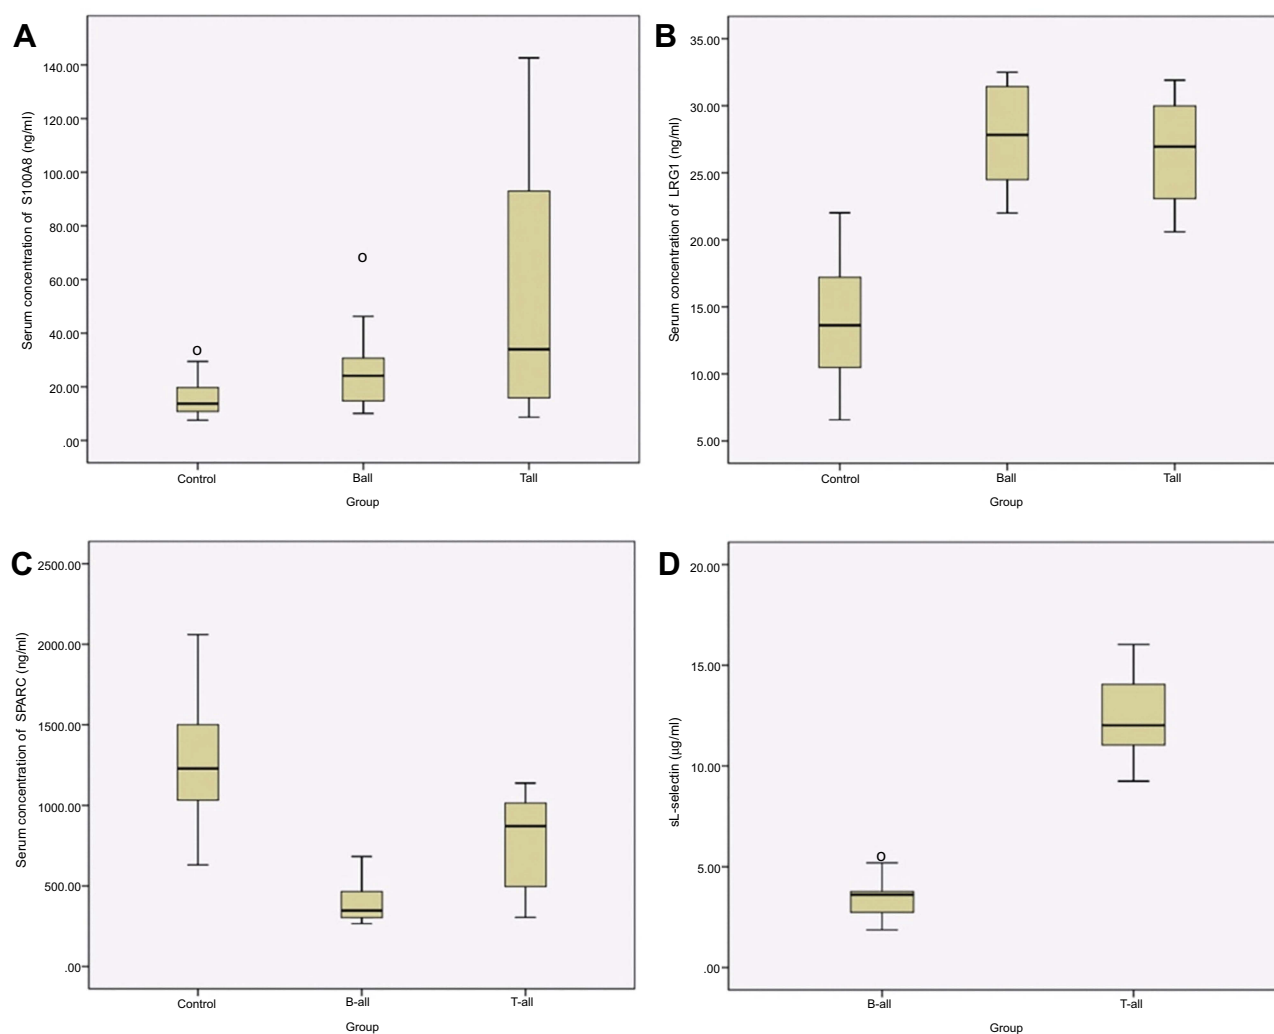 A
Serum concentration of S100A8 (ng/ml)
140.00
120.00
100.00
80.00
60.00
40.00
20.00
.00
Control Ball Tall
Group
B
Serum concentration of LRG1 (ng/ml)
35.00
30.00
25.00
20.00
15.00
10.00
5.00
Control Ball Tall
Group
C
Serum concentration of SPARC (ng/ml)
2500.00
2000.00
1500.00
1000.00
500.00
.00
Control B-all T-all
Group
D
sL-selectin (µg/ml)
20.00
15.00
10.00
5.00
.00
B-all T-all
Group